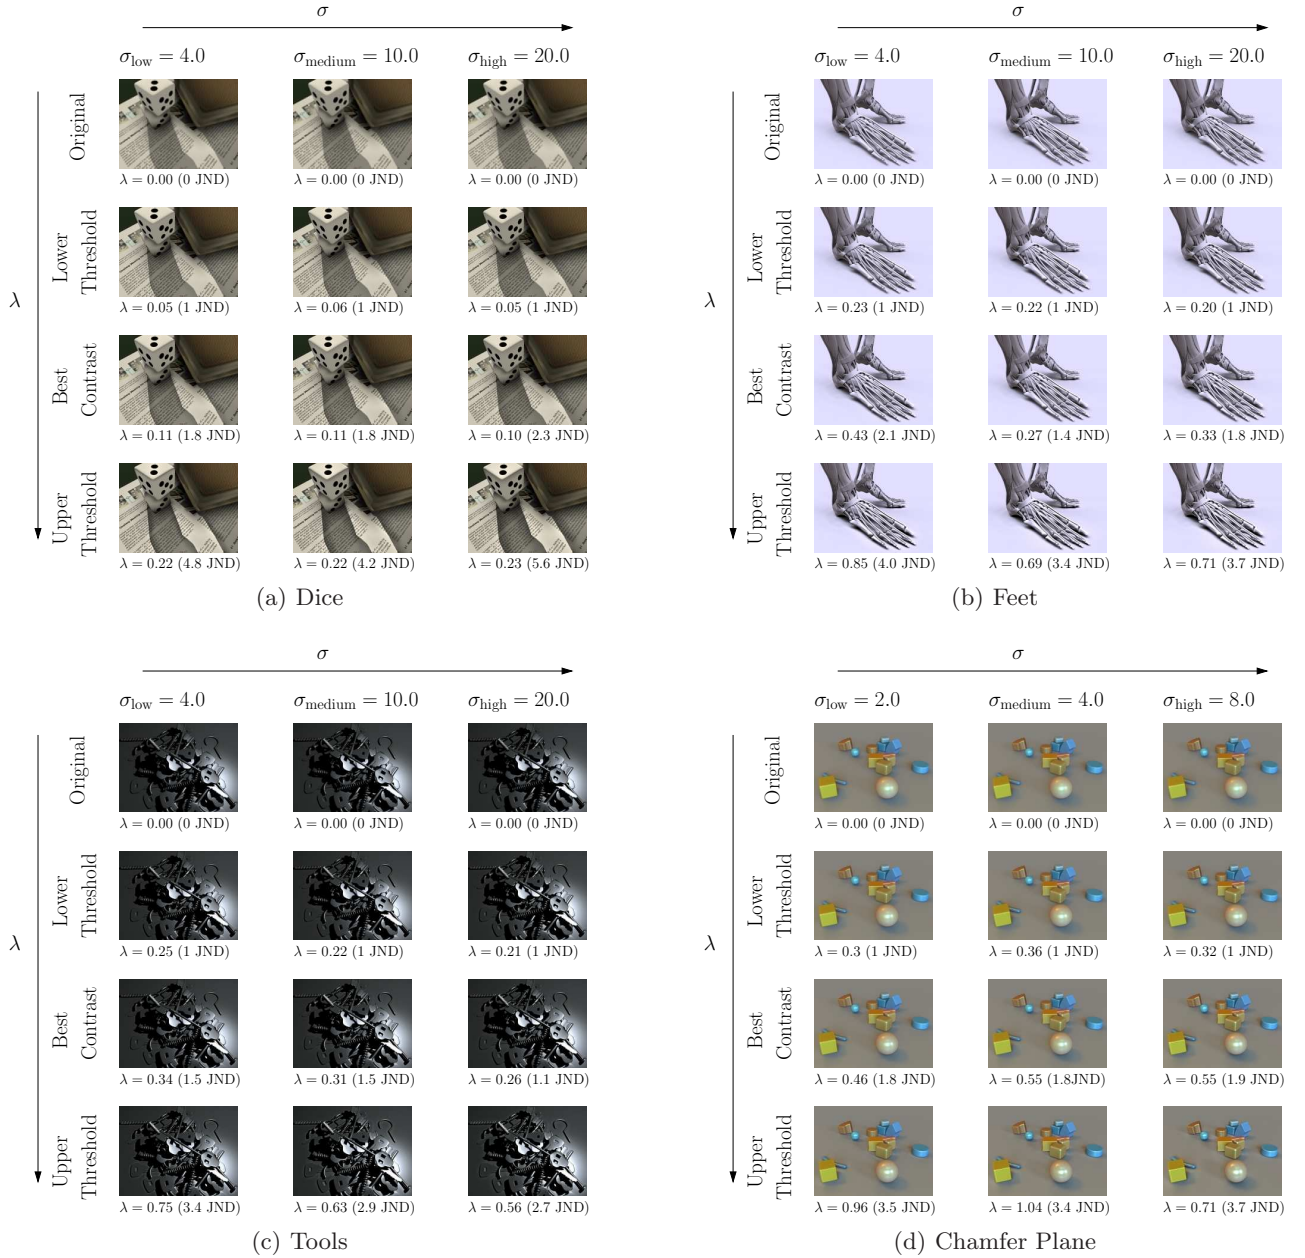 σ
σlow = 4.0 σmedium = 10.0 σhigh = 20.0
λ
Original
λ = 0.00 (0 JND) λ = 0.00 (0 JND) λ = 0.00 (0 JND)
Lower
Threshold
λ = 0.05 (1 JND) λ = 0.06 (1 JND) λ = 0.05 (1 JND)
Best
Contrast
λ = 0.11 (1.8 JND) λ = 0.11 (1.8 JND) λ = 0.10 (2.3 JND)
Upper
Threshold
λ = 0.22 (4.8 JND) λ = 0.22 (4.2 JND) λ = 0.23 (5.6 JND)
(a) Dice
σ
σlow = 4.0 σmedium = 10.0 σhigh = 20.0
λ
Original
λ = 0.00 (0 JND) λ = 0.00 (0 JND) λ = 0.00 (0 JND)
Lower
Threshold
λ = 0.23 (1 JND) λ = 0.22 (1 JND) λ = 0.20 (1 JND)
Best
Contrast
λ = 0.43 (2.1 JND) λ = 0.27 (1.4 JND) λ = 0.33 (1.8 JND)
Upper
Threshold
λ = 0.85 (4.0 JND) λ = 0.69 (3.4 JND) λ = 0.71 (3.7 JND)
(b) Feet
σ
σlow = 4.0 σmedium = 10.0 σhigh = 20.0
λ
Original
λ = 0.00 (0 JND) λ = 0.00 (0 JND) λ = 0.00 (0 JND)
Lower
Threshold
λ = 0.25 (1 JND) λ = 0.22 (1 JND) λ = 0.21 (1 JND)
Best
Contrast
λ = 0.34 (1.5 JND) λ = 0.31 (1.5 JND) λ = 0.26 (1.1 JND)
Upper
Threshold
λ = 0.75 (3.4 JND) λ = 0.63 (2.9 JND) λ = 0.56 (2.7 JND)
(c) Tools
σ
σlow = 2.0 σmedium = 4.0 σhigh = 8.0
λ
Original
λ = 0.00 (0 JND) λ = 0.00 (0 JND) λ = 0.00 (0 JND)
Lower
Threshold
λ = 0.3 (1 JND) λ = 0.36 (1 JND) λ = 0.32 (1 JND)
Best
Contrast
λ = 0.46 (1.8 JND) λ = 0.55 (1.8JND) λ = 0.55 (1.9 JND)
Upper
Threshold
λ = 0.96 (3.5 JND) λ = 1.04 (3.4 JND) λ = 0.71 (3.7 JND)
(d) Chamfer Plane